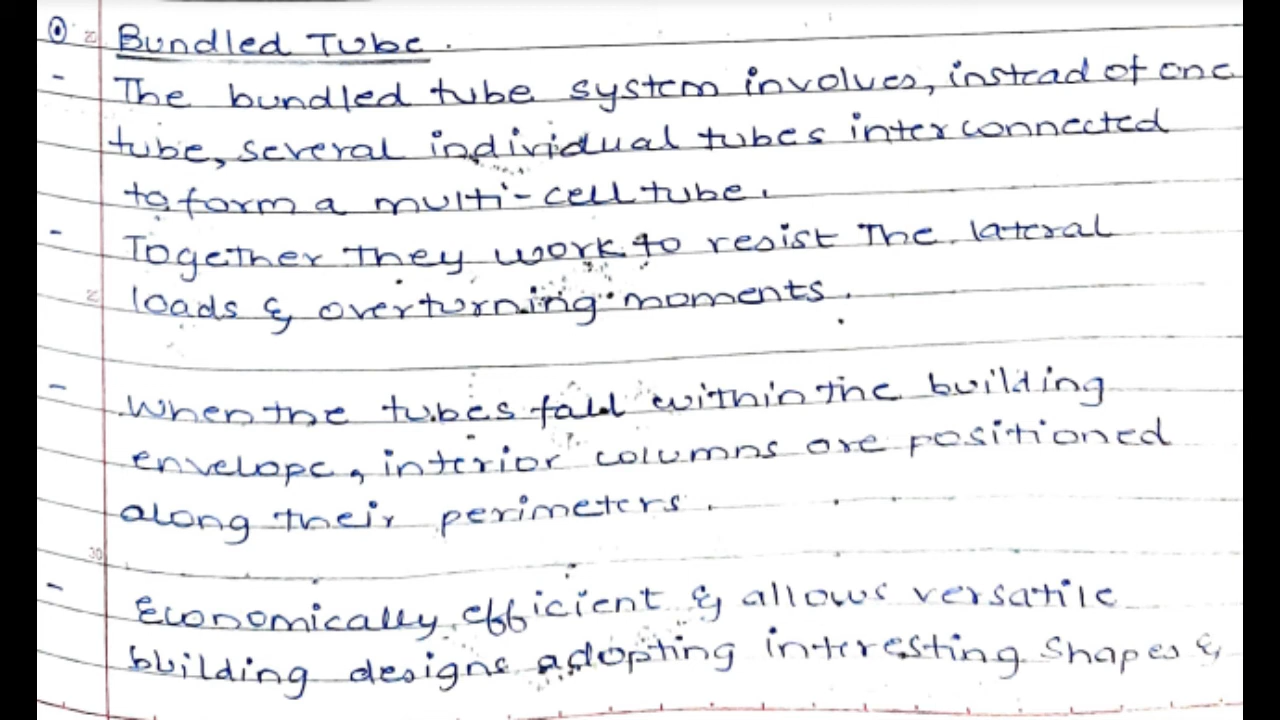 Bundled Tube.
- The bundled tube system involves, instead of one
tube, several individual tubes interconnected
to form a multi-cell tube.
- Together they work to resist the lateral
loads & overturning moments.
- When the tubes fall within the building
envelope, interior columns are positioned
along their perimeters.
30
- Economically efficient & allows versatile
building designs adopting interesting shapes &